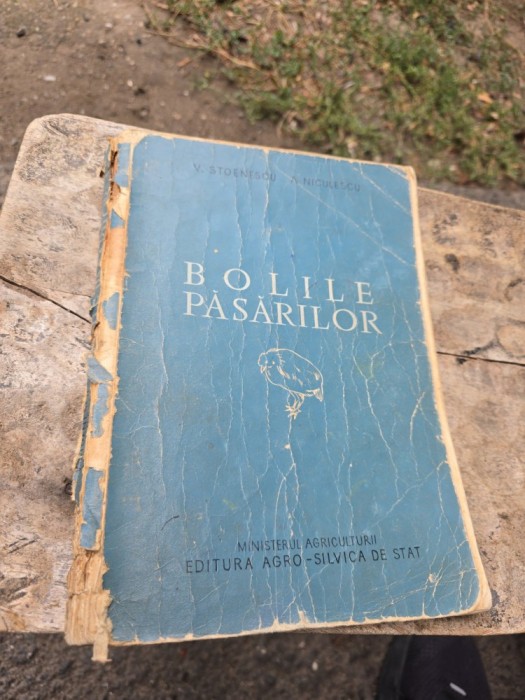 V. STOENESCU A. NICULESCU
BOLILE
PĂSĂRILOR
MINISTERUL AGRICULTURII
EDITURA AGRO-SILVICA DE STAT